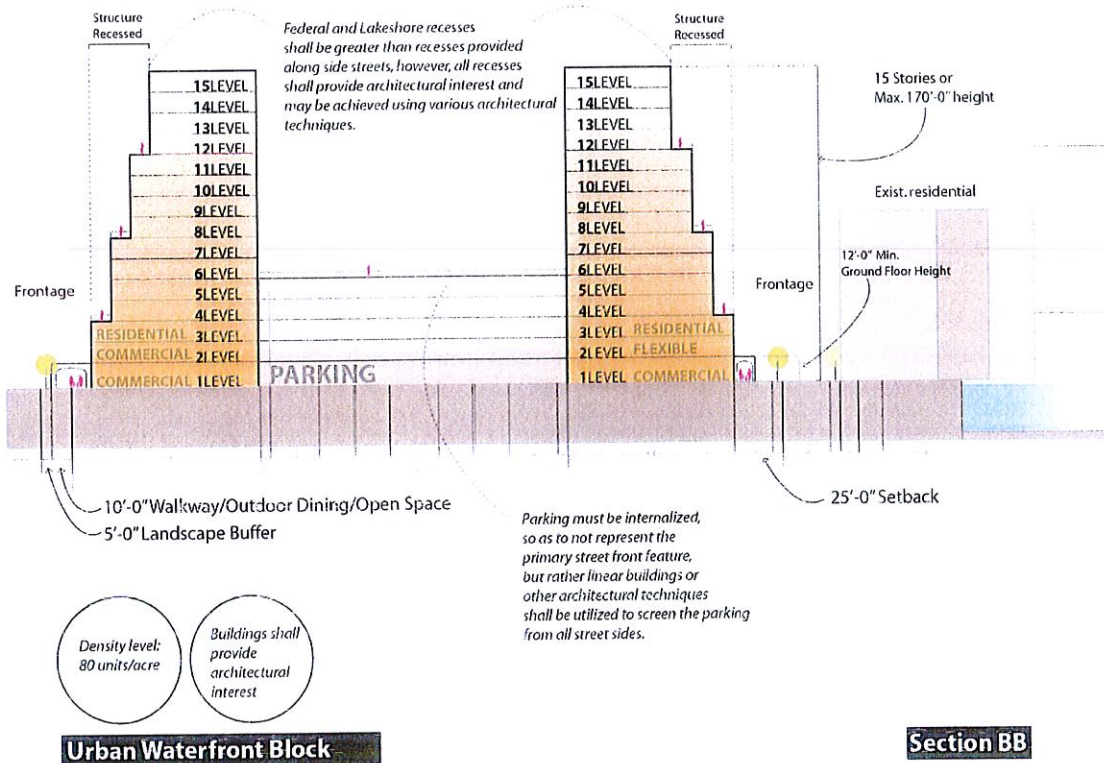 Structure
Recessed
Federal and Lakeshore recesses
shall be greater than recesses provided
along side streets, however, all recesses
shall provide architectural interest and
may be achieved using various architectural
techniques.
Structure
Recessed
15 Stories or
Max. 170'-0" height
15LEVEL
14LEVEL
13LEVEL
12LEVEL
11LEVEL
10LEVEL
9LEVEL
8LEVEL
7LEVEL
6LEVEL
5LEVEL
4LEVEL
RESIDENTIAL 3LEVEL
COMMERCIAL 2LEVEL
COMMERCIAL 1LEVEL
Frontage
PARKING
15LEVEL
14LEVEL
13LEVEL
12LEVEL
11LEVEL
10LEVEL
9LEVEL
8LEVEL
7LEVEL
6LEVEL
5LEVEL
4LEVEL
3LEVEL RESIDENTIAL
2LEVEL FLEXIBLE
1LEVEL COMMERCIAL
Frontage
Exist. residential
12'-0" Min.
Ground Floor Height
10'-0" Walkway/Outdoor Dining/Open Space
5'-0" Landscape Buffer
25'-0" Setback
Parking must be internalized,
so as to not represent the
primary street front feature,
but rather linear buildings or
other architectural techniques
shall be utilized to screen the parking
from all street sides.
Density level:
80 units/acre
Buildings shall
provide
architectural
interest
Urban Waterfront Block
Section BB